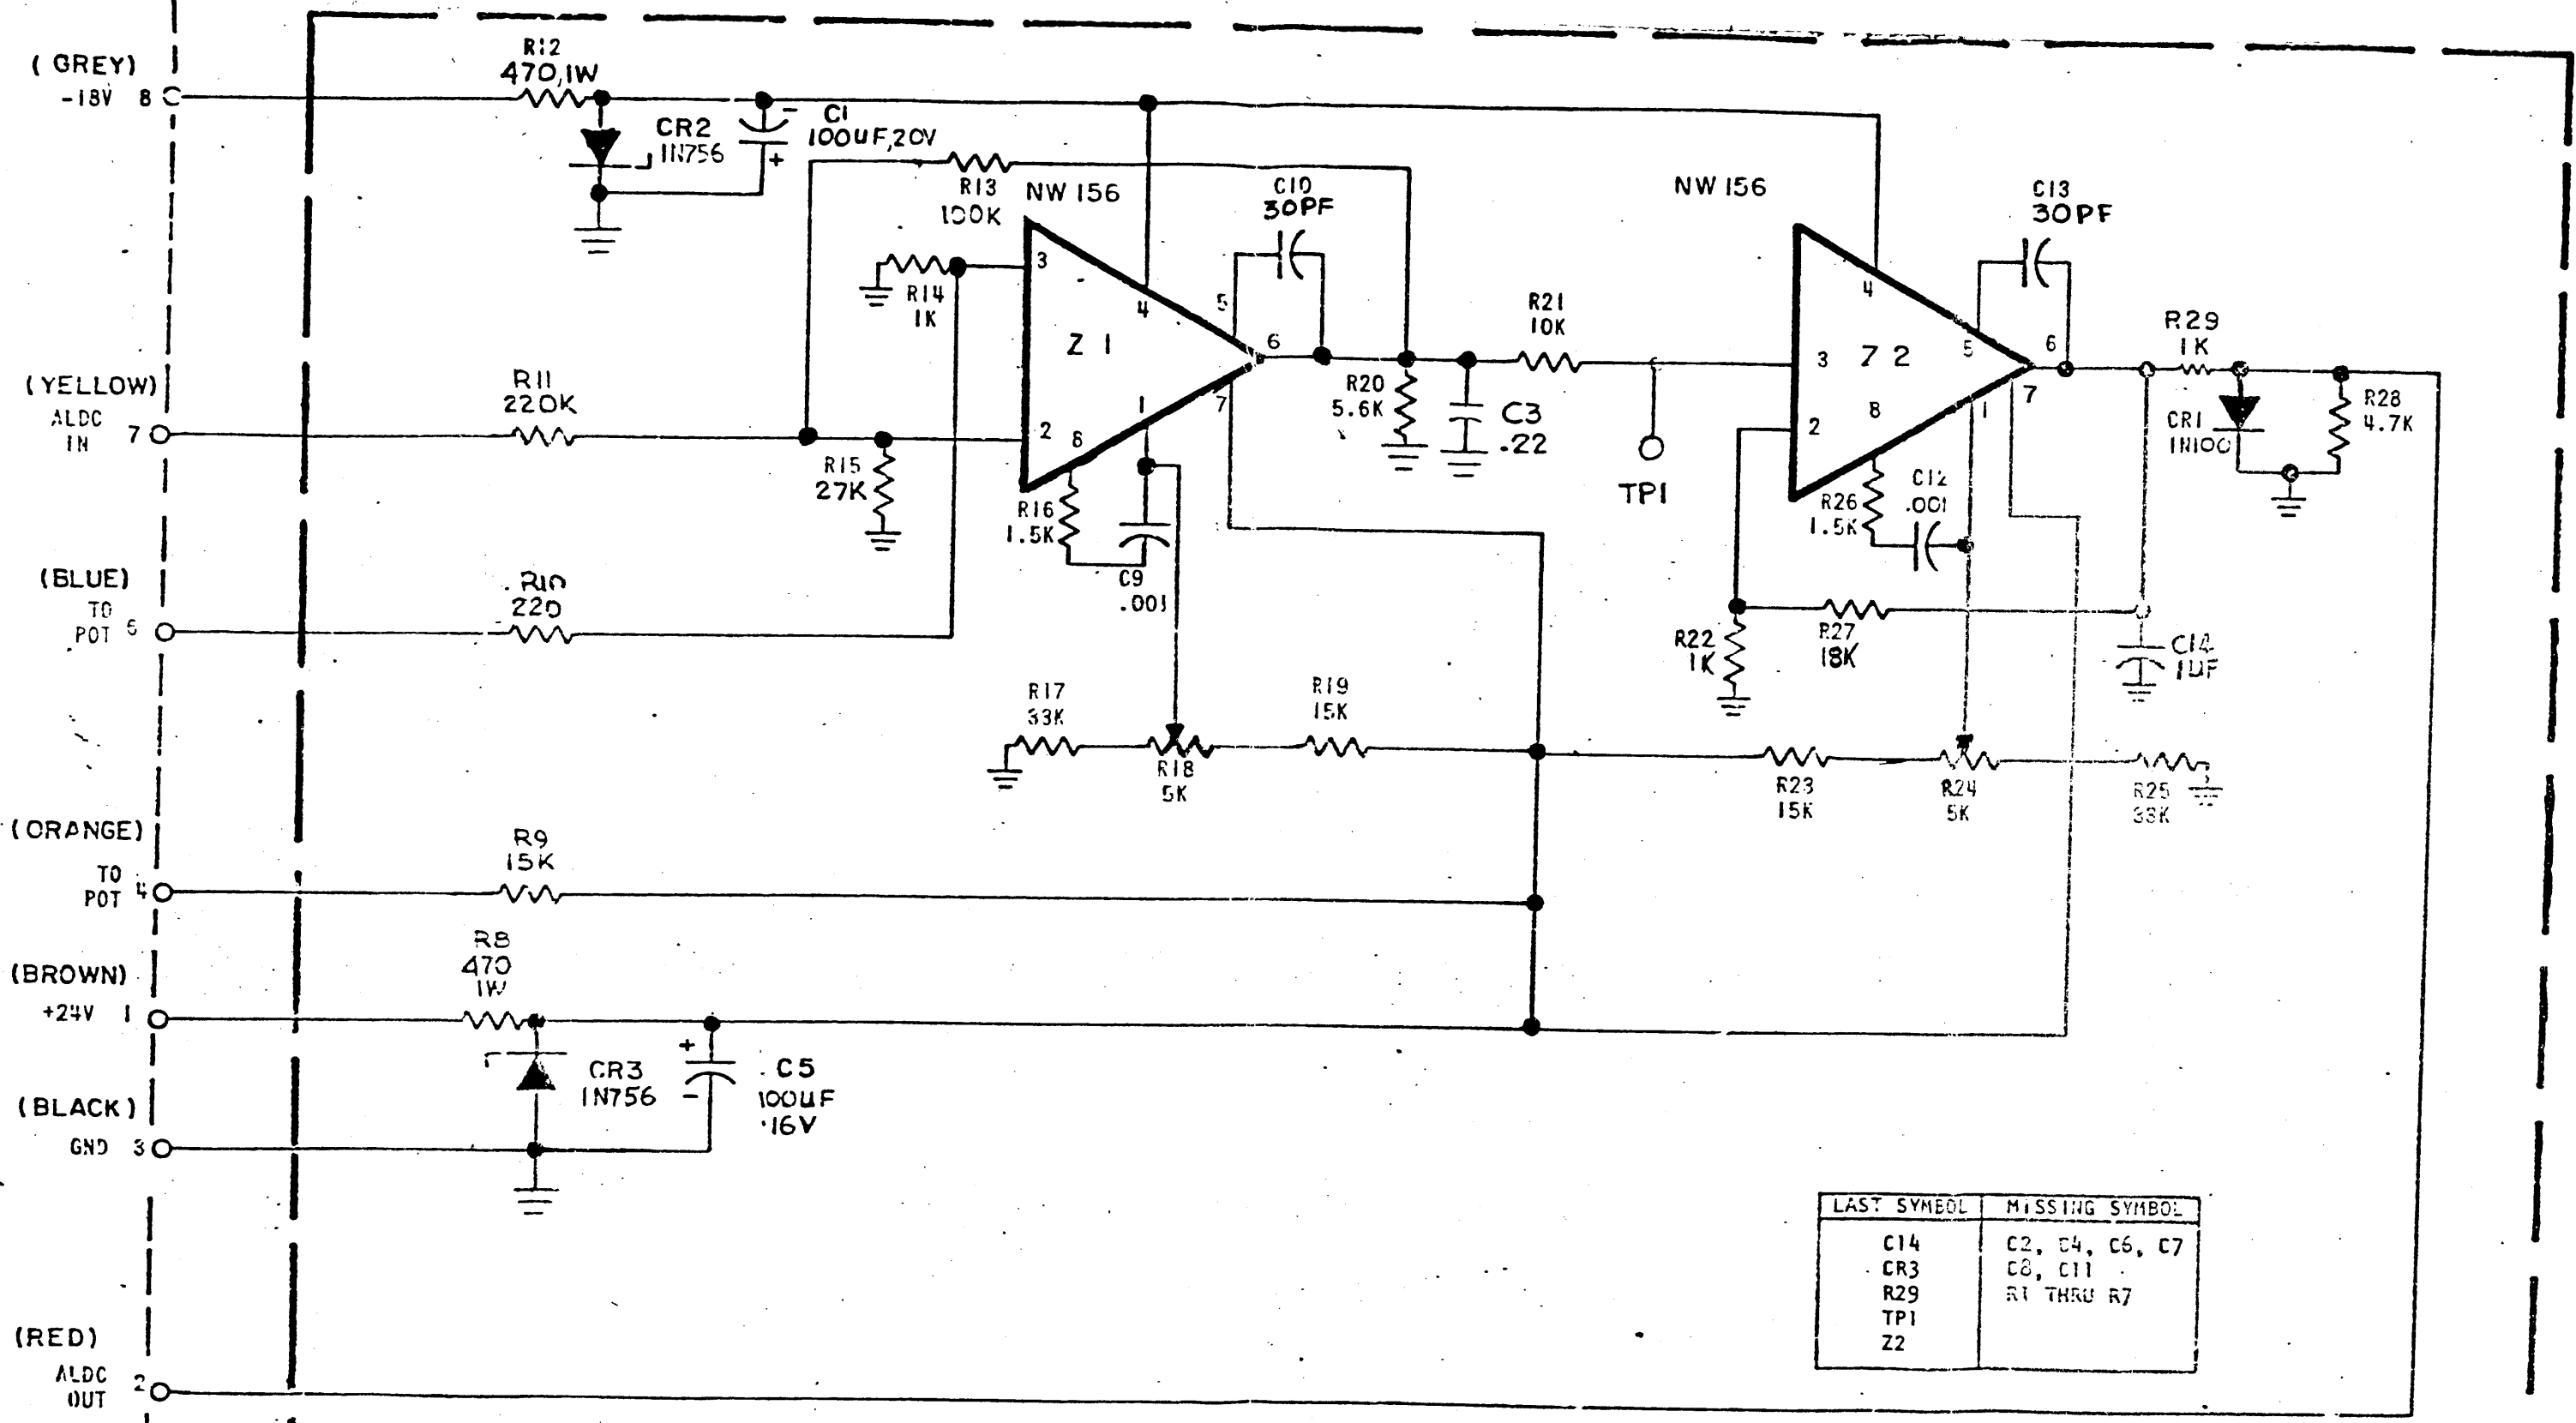 (GREY)
-18V 8
R12
470,1W
CR2
1N756
C1
100UF,20V
-
+
R13
100K
NW 156
C10
30PF
NW 156
C13
30PF
R14
1K
3
4
5
6
Z 1
2
8
1
7
R21
10K
R20
5.6K
C3
.22
TP1
3
4
5
6
7 2
2
8
1
7
R29
1K
CR1
1N100
R28
4.7K
(YELLOW)
ALDC
IN
7
R11
220K
R15
27K
R16
1.5K
C9
.001
R26
1.5K
C12
.001
(BLUE)
TO
POT 6
R10
220
R22
1K
R27
18K
C14
1UF
R17
33K
R18
5K
R19
15K
R23
15K
R24
5K
R25
33K
(ORANGE)
TO
POT 4
R9
15K
(BROWN)
+24V 1
R8
470
1W
CR3
1N756
+
-
C5
100UF
16V
(BLACK)
GND 3
(RED)
ALDC
OUT
2
LAST SYMBOL MISSING SYMBOL
C14 C2, C4, C6, C7
CR3 C8, C11
R29 R1 THRU R7
TP1
Z2